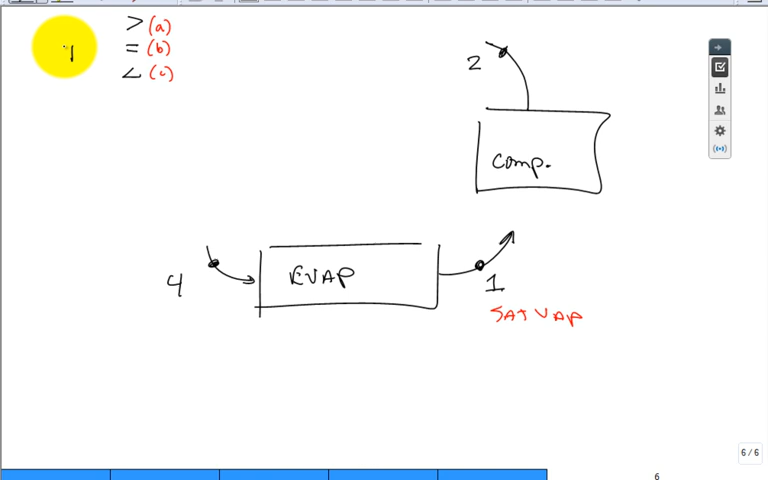 > (a)
= (b)
< (c)
2
Comp.
4
EVAP
1
SAT VAP
6 / 6
6